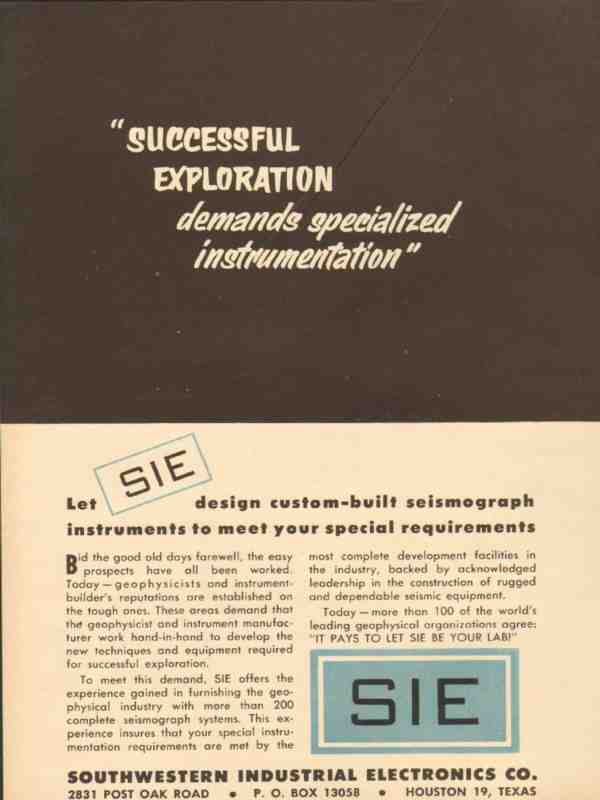 "SUCCESSFUL
EXPLORATION
demands specialized
instrumentation"
Let SIE design custom-built seismograph
instruments to meet your special requirements
Bid the good old days farewell, the easy
prospects have all been worked.
Today—geophysicists and instrument-
builder's reputations are established on
the tough ones. These areas demand that
the geophysicist and instrument manufac-
turer work hand-in-hand to develop the
new techniques and equipment required
for successful exploration.
To meet this demand, SIE offers the
experience gained in furnishing the geo-
physical industry with more than 200
complete seismograph systems. This ex-
perience insures that your special instru-
mentation requirements are met by the
most complete development facilities in
the industry, backed by acknowledged
leadership in the construction of rugged
and dependable seismic equipment.
Today—more than 100 of the world's
leading geophysical organizations agree:
"IT PAYS TO LET SIE BE YOUR LAB!"
SIE
SOUTHWESTERN INDUSTRIAL ELECTRONICS CO.
2831 POST OAK ROAD • P. O. BOX 13058 • HOUSTON 19, TEXAS